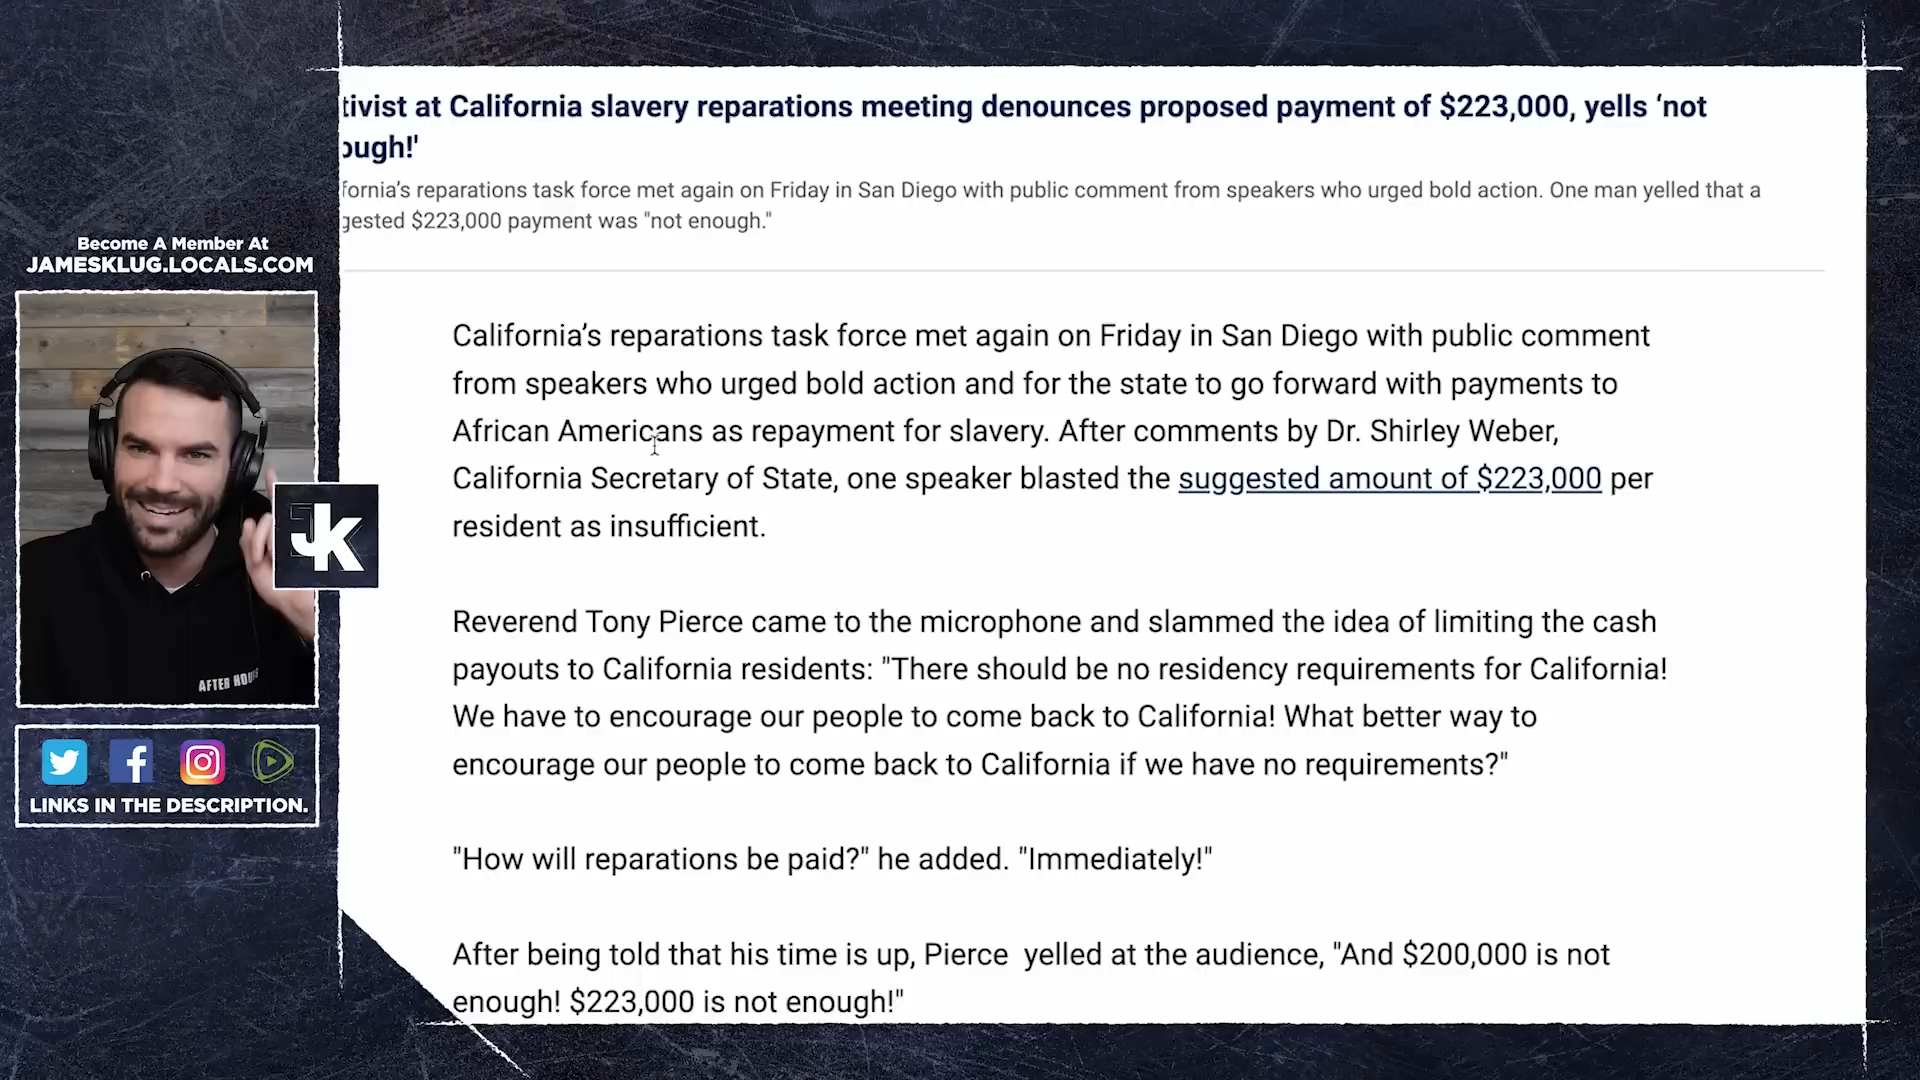 tivist at California slavery reparations meeting denounces proposed payment of $223,000, yells ‘not
ough!'
fornia’s reparations task force met again on Friday in San Diego with public comment from speakers who urged bold action. One man yelled that a
gested $223,000 payment was "not enough."
Become A Member At
JAMESKLUG.LOCALS.COM
JK
AFTER HOU
LINKS IN THE DESCRIPTION.
California’s reparations task force met again on Friday in San Diego with public comment
from speakers who urged bold action and for the state to go forward with payments to
African Americans as repayment for slavery. After comments by Dr. Shirley Weber,
California Secretary of State, one speaker blasted the suggested amount of $223,000 per
resident as insufficient.
Reverend Tony Pierce came to the microphone and slammed the idea of limiting the cash
payouts to California residents: "There should be no residency requirements for California!
We have to encourage our people to come back to California! What better way to
encourage our people to come back to California if we have no requirements?"
"How will reparations be paid?" he added. "Immediately!"
After being told that his time is up, Pierce yelled at the audience, "And $200,000 is not
enough! $223,000 is not enough!"